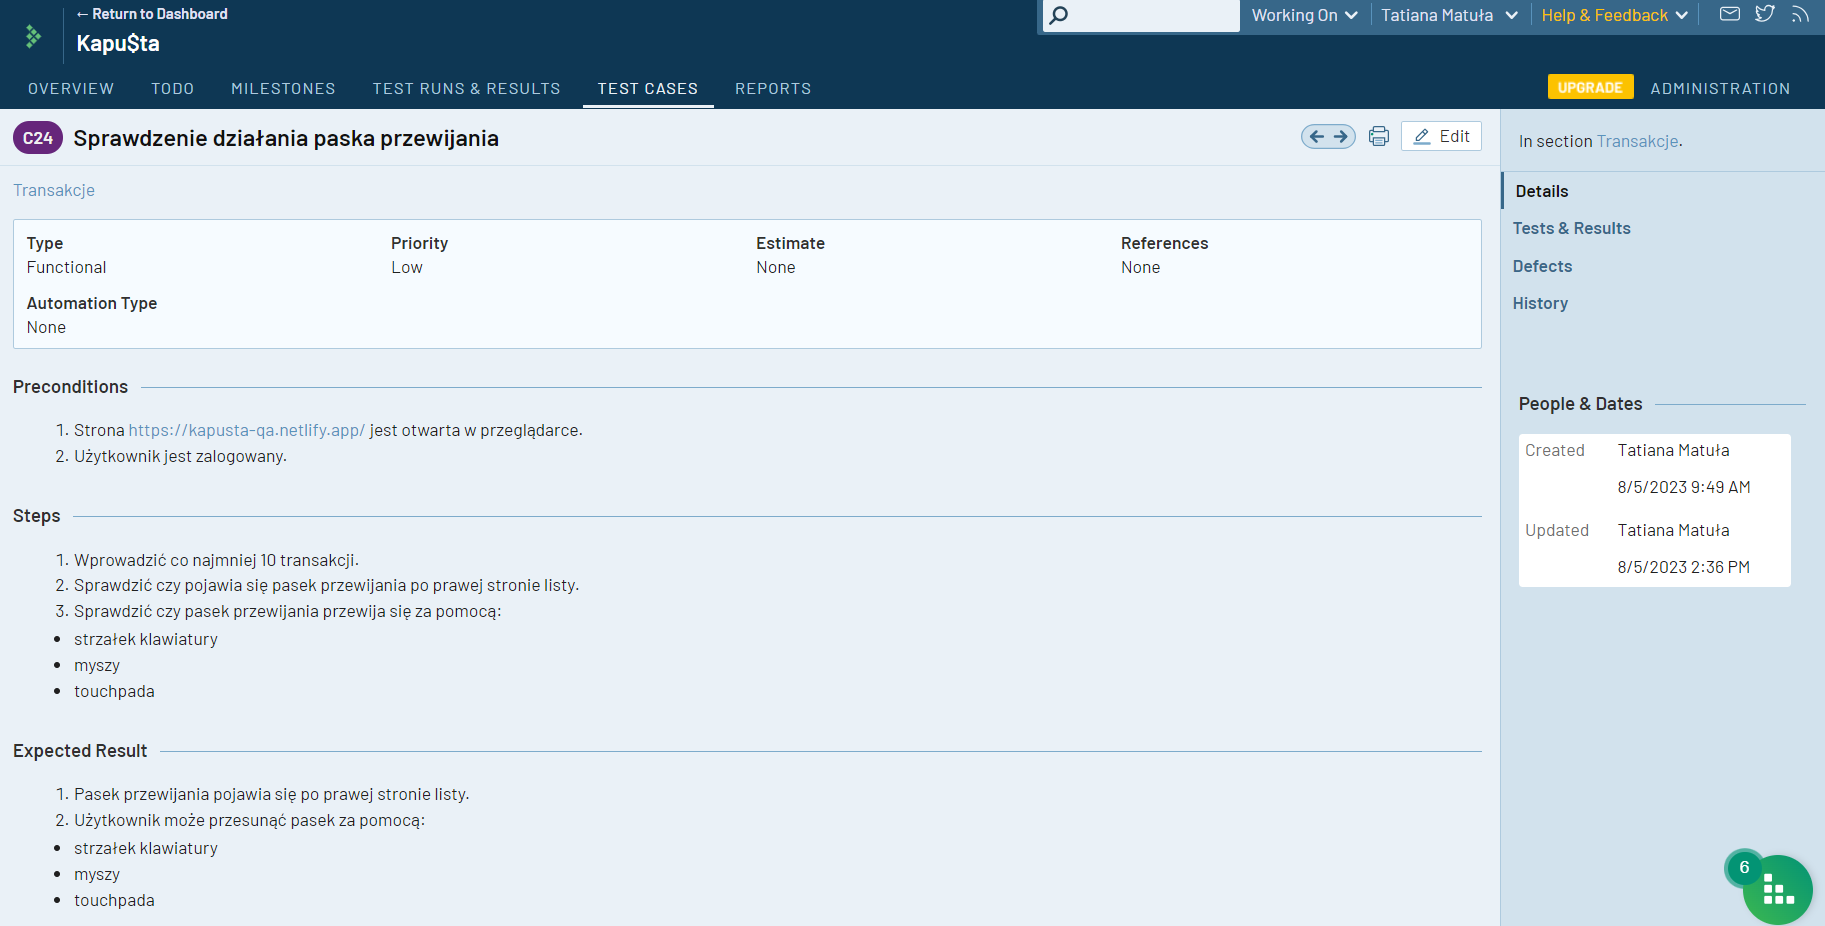 ← Return to Dashboard
Kapu$ta
Working On
Tatiana Matuła
Help & Feedback
OVERVIEW
TODO
MILESTONES
TEST RUNS & RESULTS
TEST CASES
REPORTS
UPGRADE
ADMINISTRATION
C24 Sprawdzenie działania paska przewijania
Edit
Transakcje
Type
Functional
Priority
Low
Estimate
None
References
None
Automation Type
None
Preconditions
1. Strona https://kapusta-qa.netlify.app/ jest otwarta w przeglądarce.
2. Użytkownik jest zalogowany.
Steps
1. Wprowadzić co najmniej 10 transakcji.
2. Sprawdzić czy pojawia się pasek przewijania po prawej stronie listy.
3. Sprawdzić czy pasek przewijania przewija się za pomocą:
• strzałek klawiatury
• myszy
• touchpada
Expected Result
1. Pasek przewijania pojawia się po prawej stronie listy.
2. Użytkownik może przesunąć pasek za pomocą:
• strzałek klawiatury
• myszy
• touchpada
In section Transakcje.
Details
Tests & Results
Defects
History
People & Dates
Created Tatiana Matuła
8/5/2023 9:49 AM
Updated Tatiana Matuła
8/5/2023 2:36 PM
6